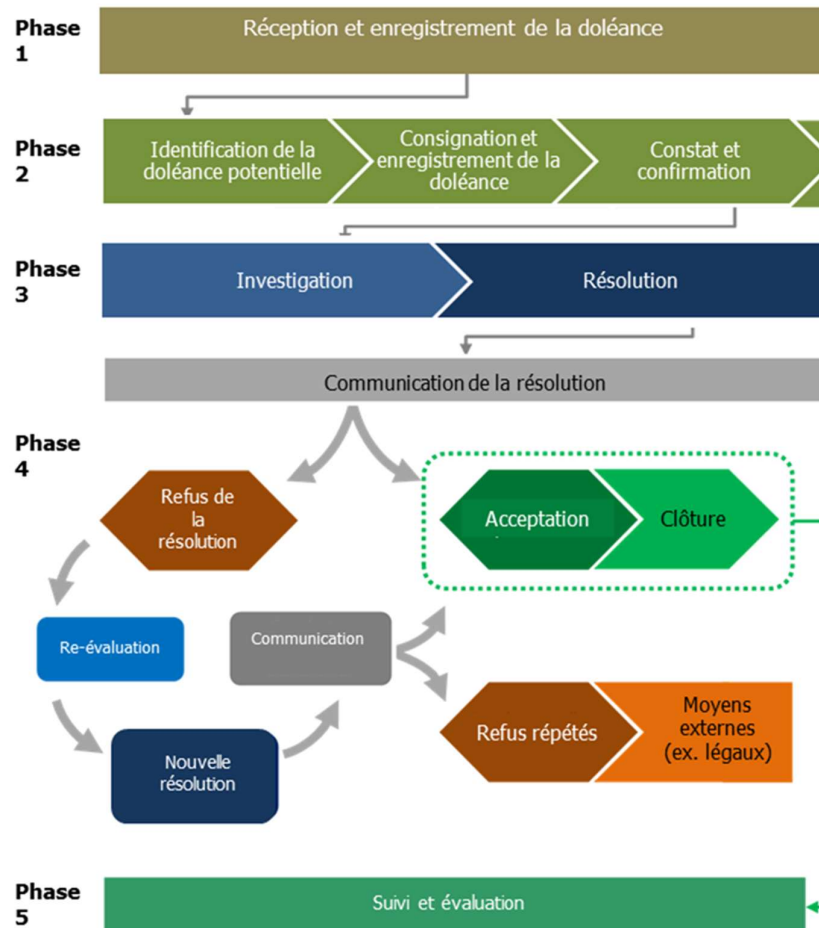 Phase
1
Réception et enregistrement de la doléance
Phase
2
Identification de la
doléance potentielle
Consignation et
enregistrement de la
doléance
Constat et
confirmation
Phase
3
Investigation
Résolution
Communication de la résolution
Phase
4
Refus de
la
résolution
Acceptation
Clôture
Re-évaluation
Communication
Nouvelle
résolution
Refus répétés
Moyens
externes
(ex. légaux)
Phase
5
Suivi et évaluation